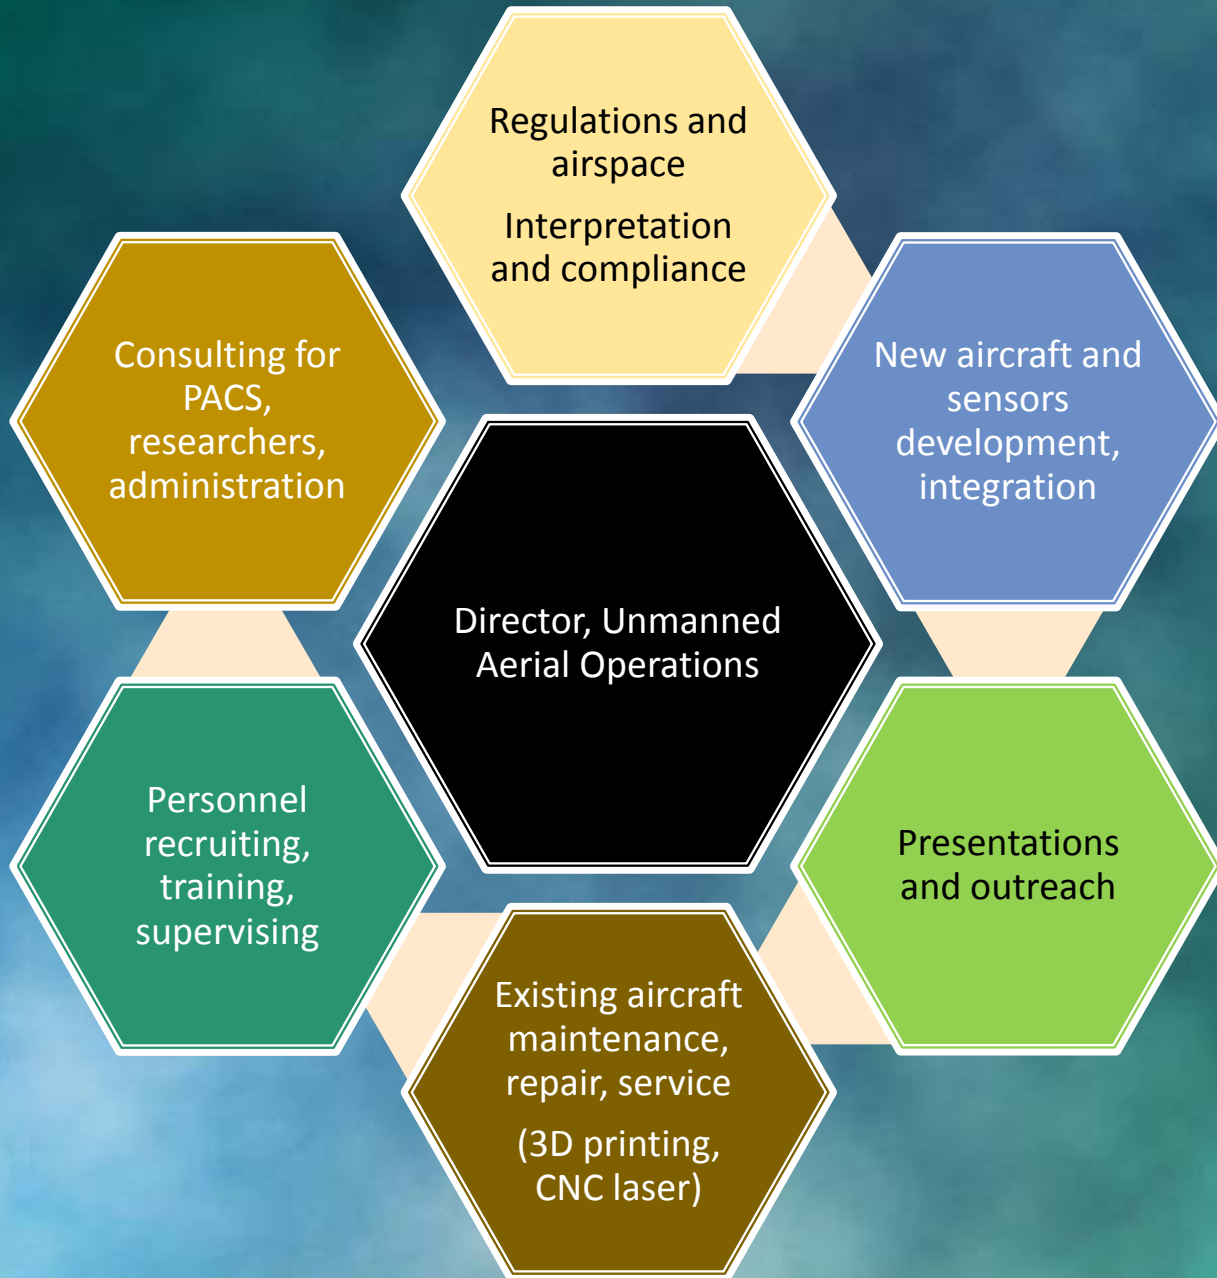 Regulations and
airspace
Interpretation
and compliance
New aircraft and
sensors
development,
integration
Presentations
and outreach
Existing aircraft
maintenance,
repair, service
(3D printing,
CNC laser)
Personnel
recruiting,
training,
supervising
Consulting for
PACS,
researchers,
administration
Director, Unmanned
Aerial Operations